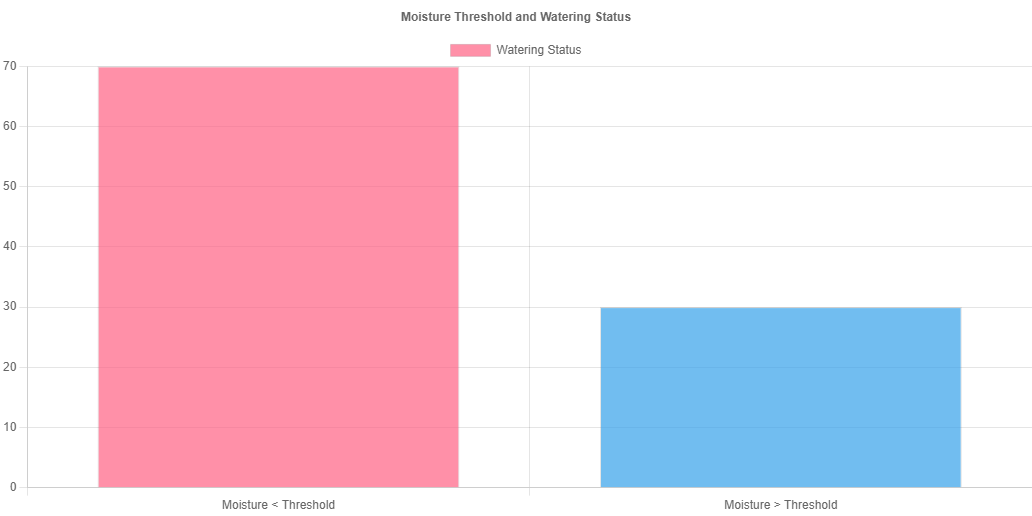 Moisture Threshold and Watering Status
Watering Status
70
60
50
40
30
20
10
0
Moisture < Threshold
Moisture > Threshold